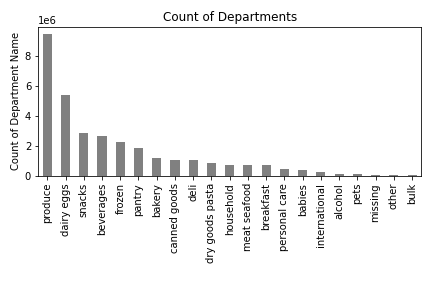 Count of Departments
1e6
Count of Department Name
8
6
4
2
0
produce
dairy eggs
snacks
beverages
frozen
pantry
bakery
canned goods
deli
dry goods pasta
household
meat seafood
breakfast
personal care
babies
international
alcohol
pets
missing
other
bulk